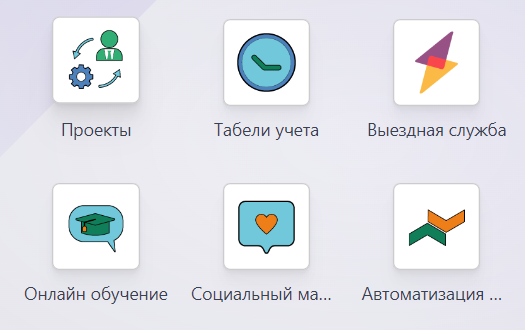 Проекты
Табели учета
Выездная служба
Онлайн обучение
Социальный ма...
Автоматизация ...